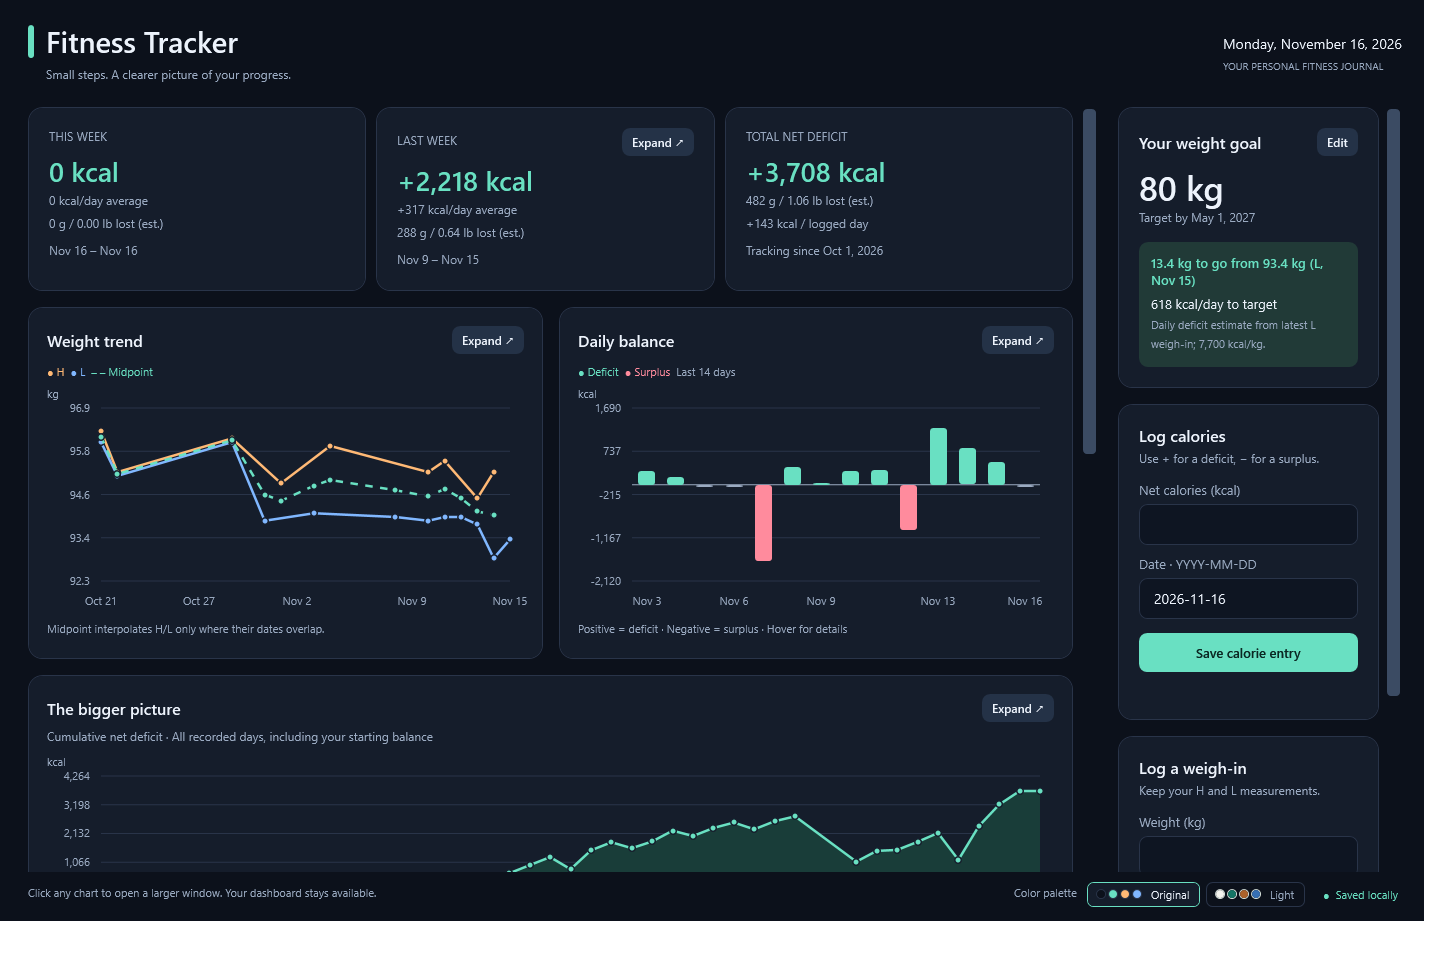 Fitness Tracker
Small steps. A clearer picture of your progress.
Monday, November 16, 2026
YOUR PERSONAL FITNESS JOURNAL
THIS WEEK
0 kcal
0 kcal/day average
0 g / 0.00 lb lost (est.)
Nov 16 – Nov 16
LAST WEEK
Expand ↗
+2,218 kcal
+317 kcal/day average
288 g / 0.64 lb lost (est.)
Nov 9 – Nov 15
TOTAL NET DEFICIT
+3,708 kcal
482 g / 1.06 lb lost (est.)
+143 kcal / logged day
Tracking since Oct 1, 2026
Weight trend
Expand ↗
● H ● L – – Midpoint
kg
96.9
95.8
94.6
93.4
92.3
Oct 21 Oct 27 Nov 2 Nov 9 Nov 15
Midpoint interpolates H/L only where their dates overlap.
Daily balance
Expand ↗
● Deficit ● Surplus Last 14 days
kcal
1,690
737
-215
-1,167
-2,120
Nov 3 Nov 6 Nov 9 Nov 13 Nov 16
Positive = deficit · Negative = surplus · Hover for details
The bigger picture
Expand ↗
Cumulative net deficit · All recorded days, including your starting balance
kcal
4,264
3,198
2,132
1,066
Your weight goal
Edit
80 kg
Target by May 1, 2027
13.4 kg to go from 93.4 kg (L,
Nov 15)
618 kcal/day to target
Daily deficit estimate from latest L
weigh-in; 7,700 kcal/kg.
Log calories
Use + for a deficit, − for a surplus.
Net calories (kcal)
Date · YYYY-MM-DD
2026-11-16
Save calorie entry
Log a weigh-in
Keep your H and L measurements.
Weight (kg)
Click any chart to open a larger window. Your dashboard stays available.
Color palette
Original
Light
● Saved locally